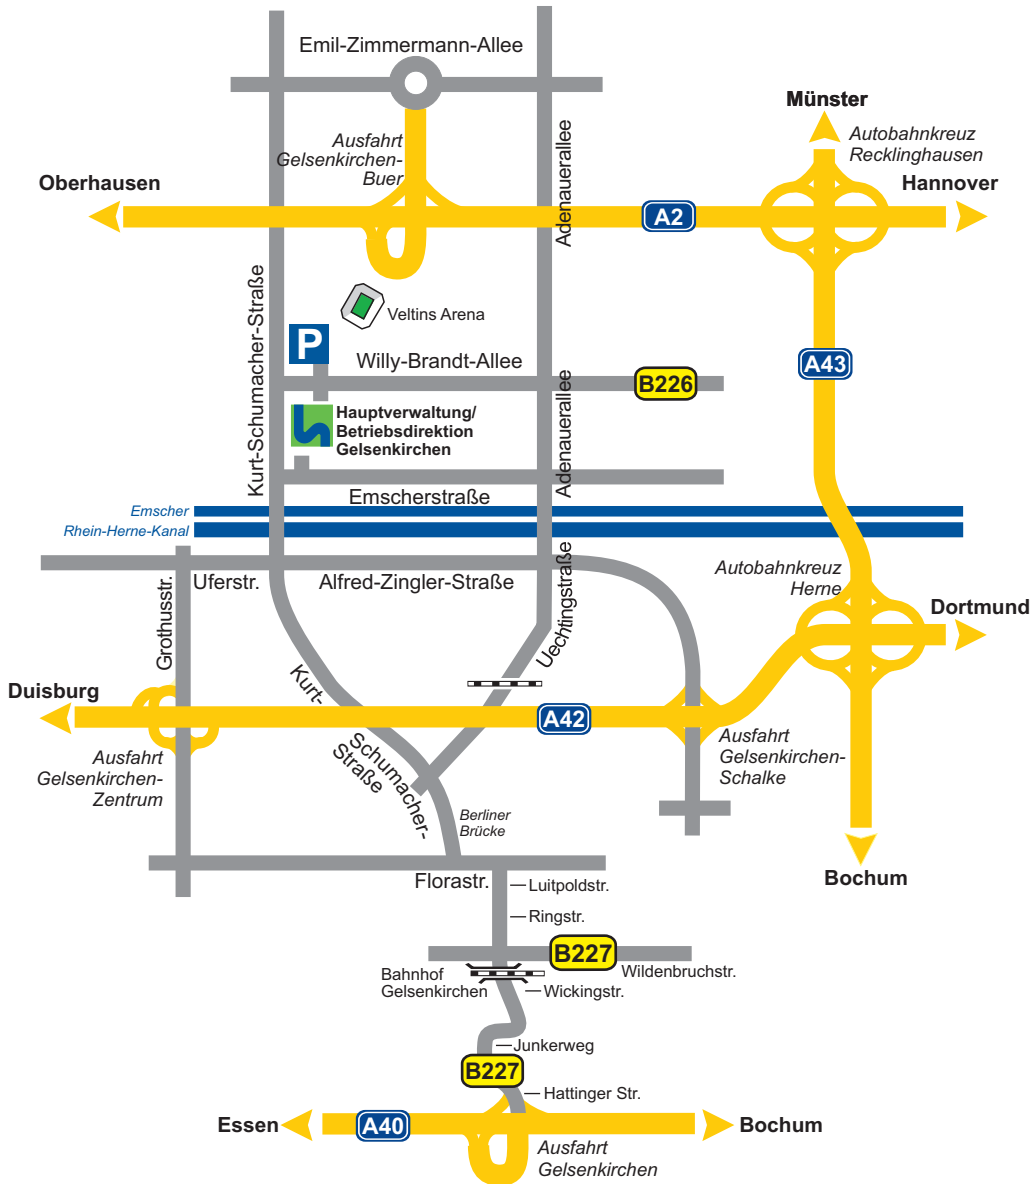 Emil-Zimmermann-Allee
Münster
Ausfahrt
Gelsenkirchen-
Buer
Adenauerallee
Autobahnkreuz
Recklinghausen
Oberhausen
Hannover
A2
Kurt-Schumacher-Straße
Veltins Arena
P
Willy-Brandt-Allee
A43
B226
Adenauerallee
Hauptverwaltung/
Betriebsdirektion
Gelsenkirchen
Emscherstraße
Emscher
Rhein-Herne-Kanal
Grothusstr.
Uferstr.
Alfred-Zingler-Straße
Uechtingstraße
Autobahnkreuz
Herne
Dortmund
Duisburg
Kurt-
Schumacher-
Straße
A42
Ausfahrt
Gelsenkirchen-
Zentrum
Ausfahrt
Gelsenkirchen-
Schalke
Berliner
Brücke
Bochum
Florastr.
Luitpoldstr.
Ringstr.
B227
Wildenbruchstr.
Bahnhof
Gelsenkirchen
Wickingstr.
Junkerweg
B227
Hattinger Str.
Essen
A40
Bochum
Ausfahrt
Gelsenkirchen